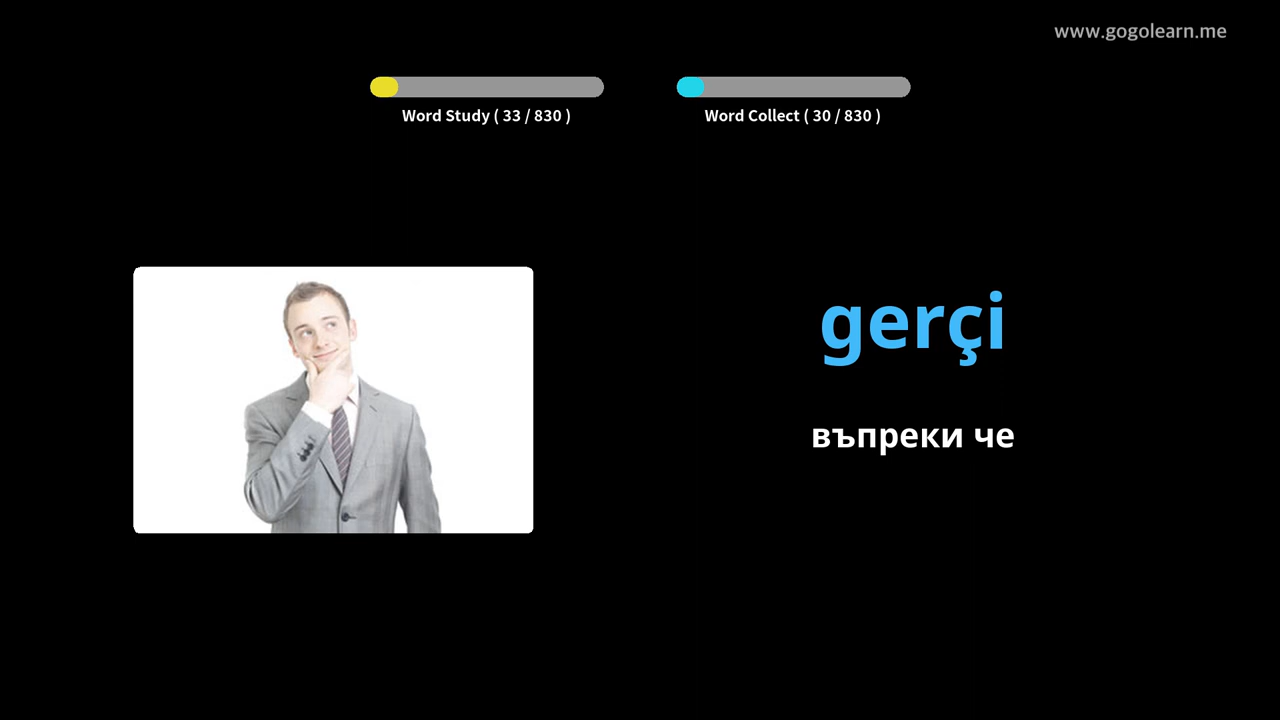 www.gogolearn.me
Word Study ( 33 / 830 )
Word Collect ( 30 / 830 )
gerçi
въпреки че